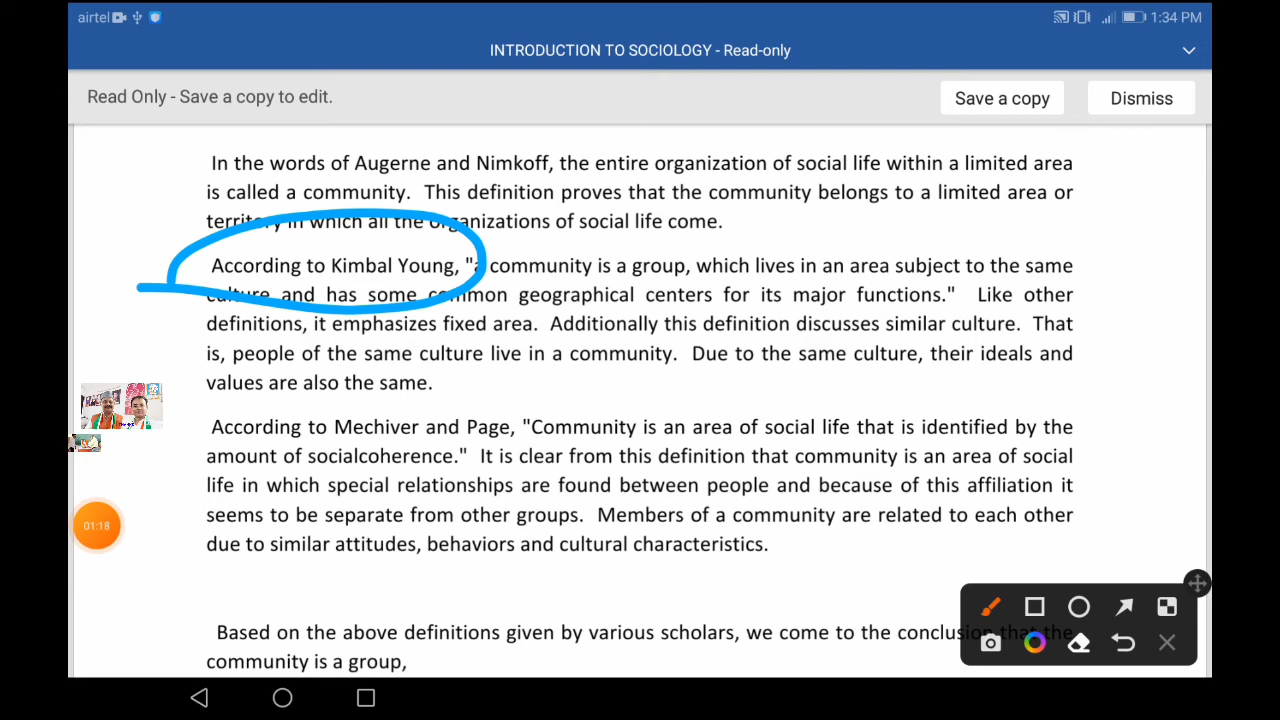 airtel 1:34 PM
INTRODUCTION TO SOCIOLOGY - Read-only
Read Only - Save a copy to edit. Save a copy Dismiss
In the words of Augerne and Nimkoff, the entire organization of social life within a limited area
is called a community. This definition proves that the community belongs to a limited area or
territory in which all the organizations of social life come.
According to Kimbal Young, "a community is a group, which lives in an area subject to the same
culture and has some common geographical centers for its major functions." Like other
definitions, it emphasizes fixed area. Additionally this definition discusses similar culture. That
is, people of the same culture live in a community. Due to the same culture, their ideals and
values are also the same.
According to Mechiver and Page, "Community is an area of social life that is identified by the
amount of socialcoherence." It is clear from this definition that community is an area of social
life in which special relationships are found between people and because of this affiliation it
seems to be separate from other groups. Members of a community are related to each other
due to similar attitudes, behaviors and cultural characteristics.
01:18
Based on the above definitions given by various scholars, we come to the conclusion that the
community is a group,